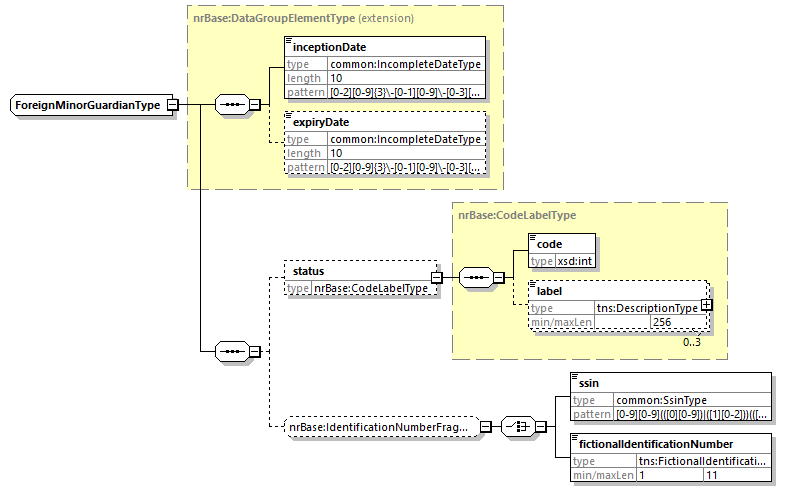 nrBase:DataGroupElementType (extension)
inceptionDate
type common:IncompleteDateType
length 10
pattern [0-2][0-9]{3}\-[0-1][0-9]\-[0-3][...
ForeignMinorGuardianType
expiryDate
type common:IncompleteDateType
length 10
pattern [0-2][0-9]{3}\-[0-1][0-9]\-[0-3][...
nrBase:CodeLabelType
code
type xsd:int
status
type nrBase:CodeLabelType
label
type tns:DescriptionType
min/maxLen 256
0..3
ssin
type common:SsinType
pattern [0-9][0-9](([0][0-9])|([1][0-2]))(([...
nrBase:IdentificationNumberFrag...
fictionalIdentificationNumber
type tns:FictionalIdentificati...
min/maxLen 1 11